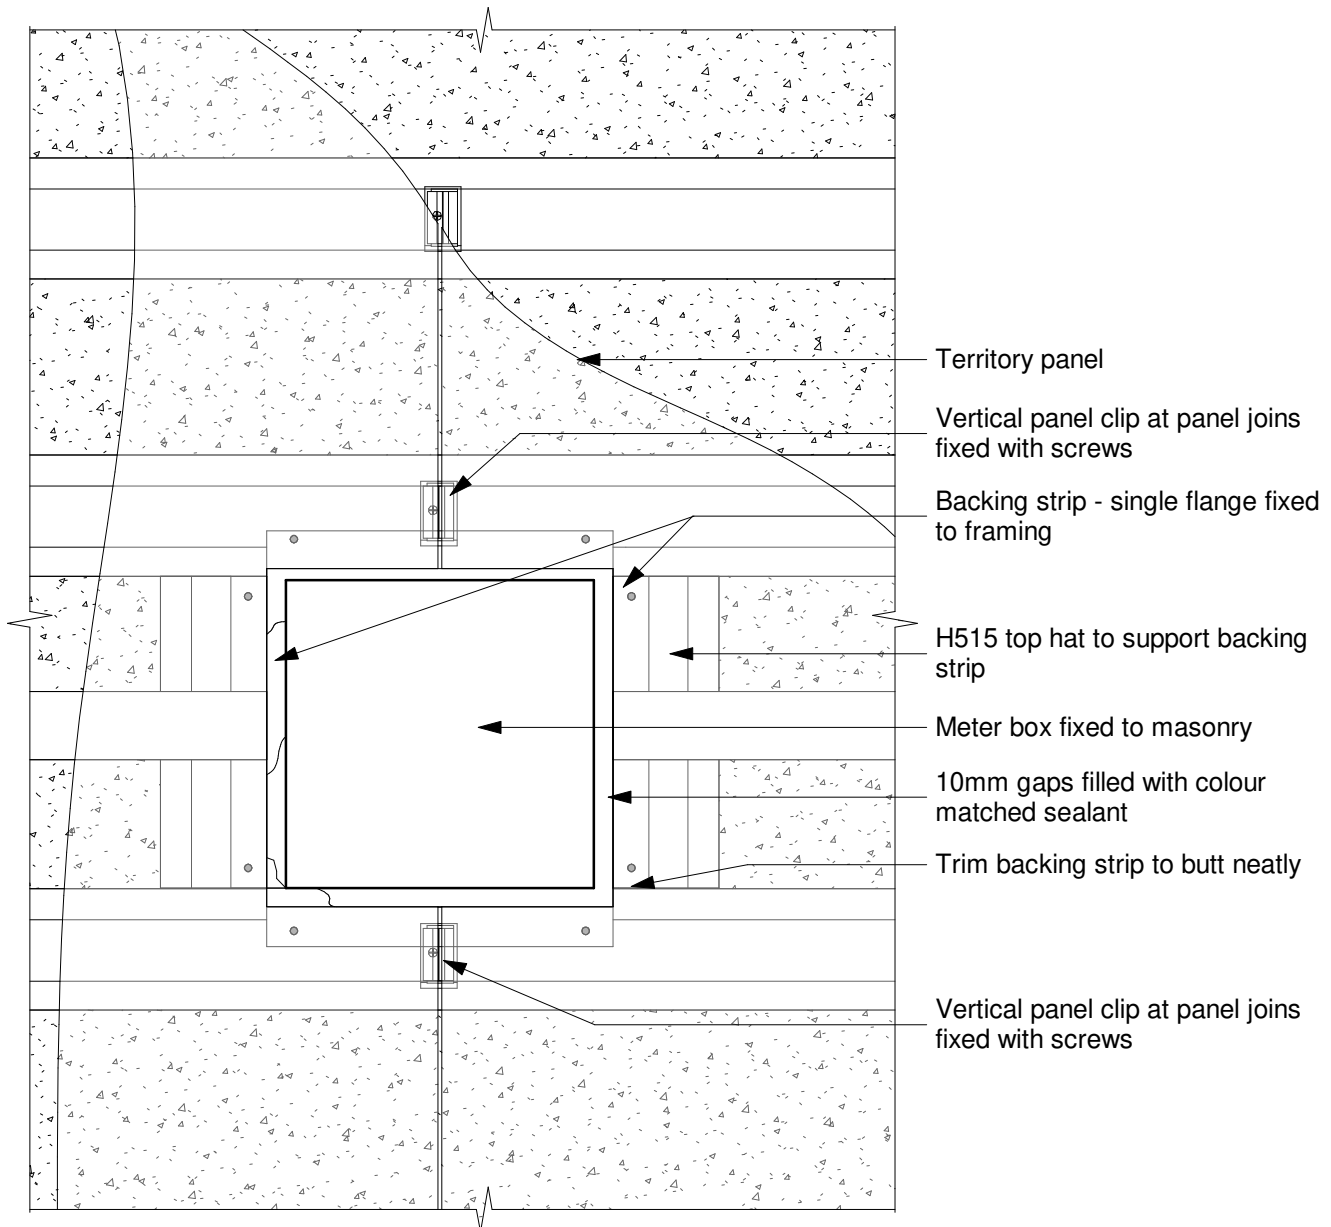 Territory panel
Vertical panel clip at panel joins
fixed with screws
Backing strip - single flange fixed
to framing
H515 top hat to support backing
strip
Meter box fixed to masonry
10mm gaps filled with colour
matched sealant
Trim backing strip to butt neatly
Vertical panel clip at panel joins
fixed with screws